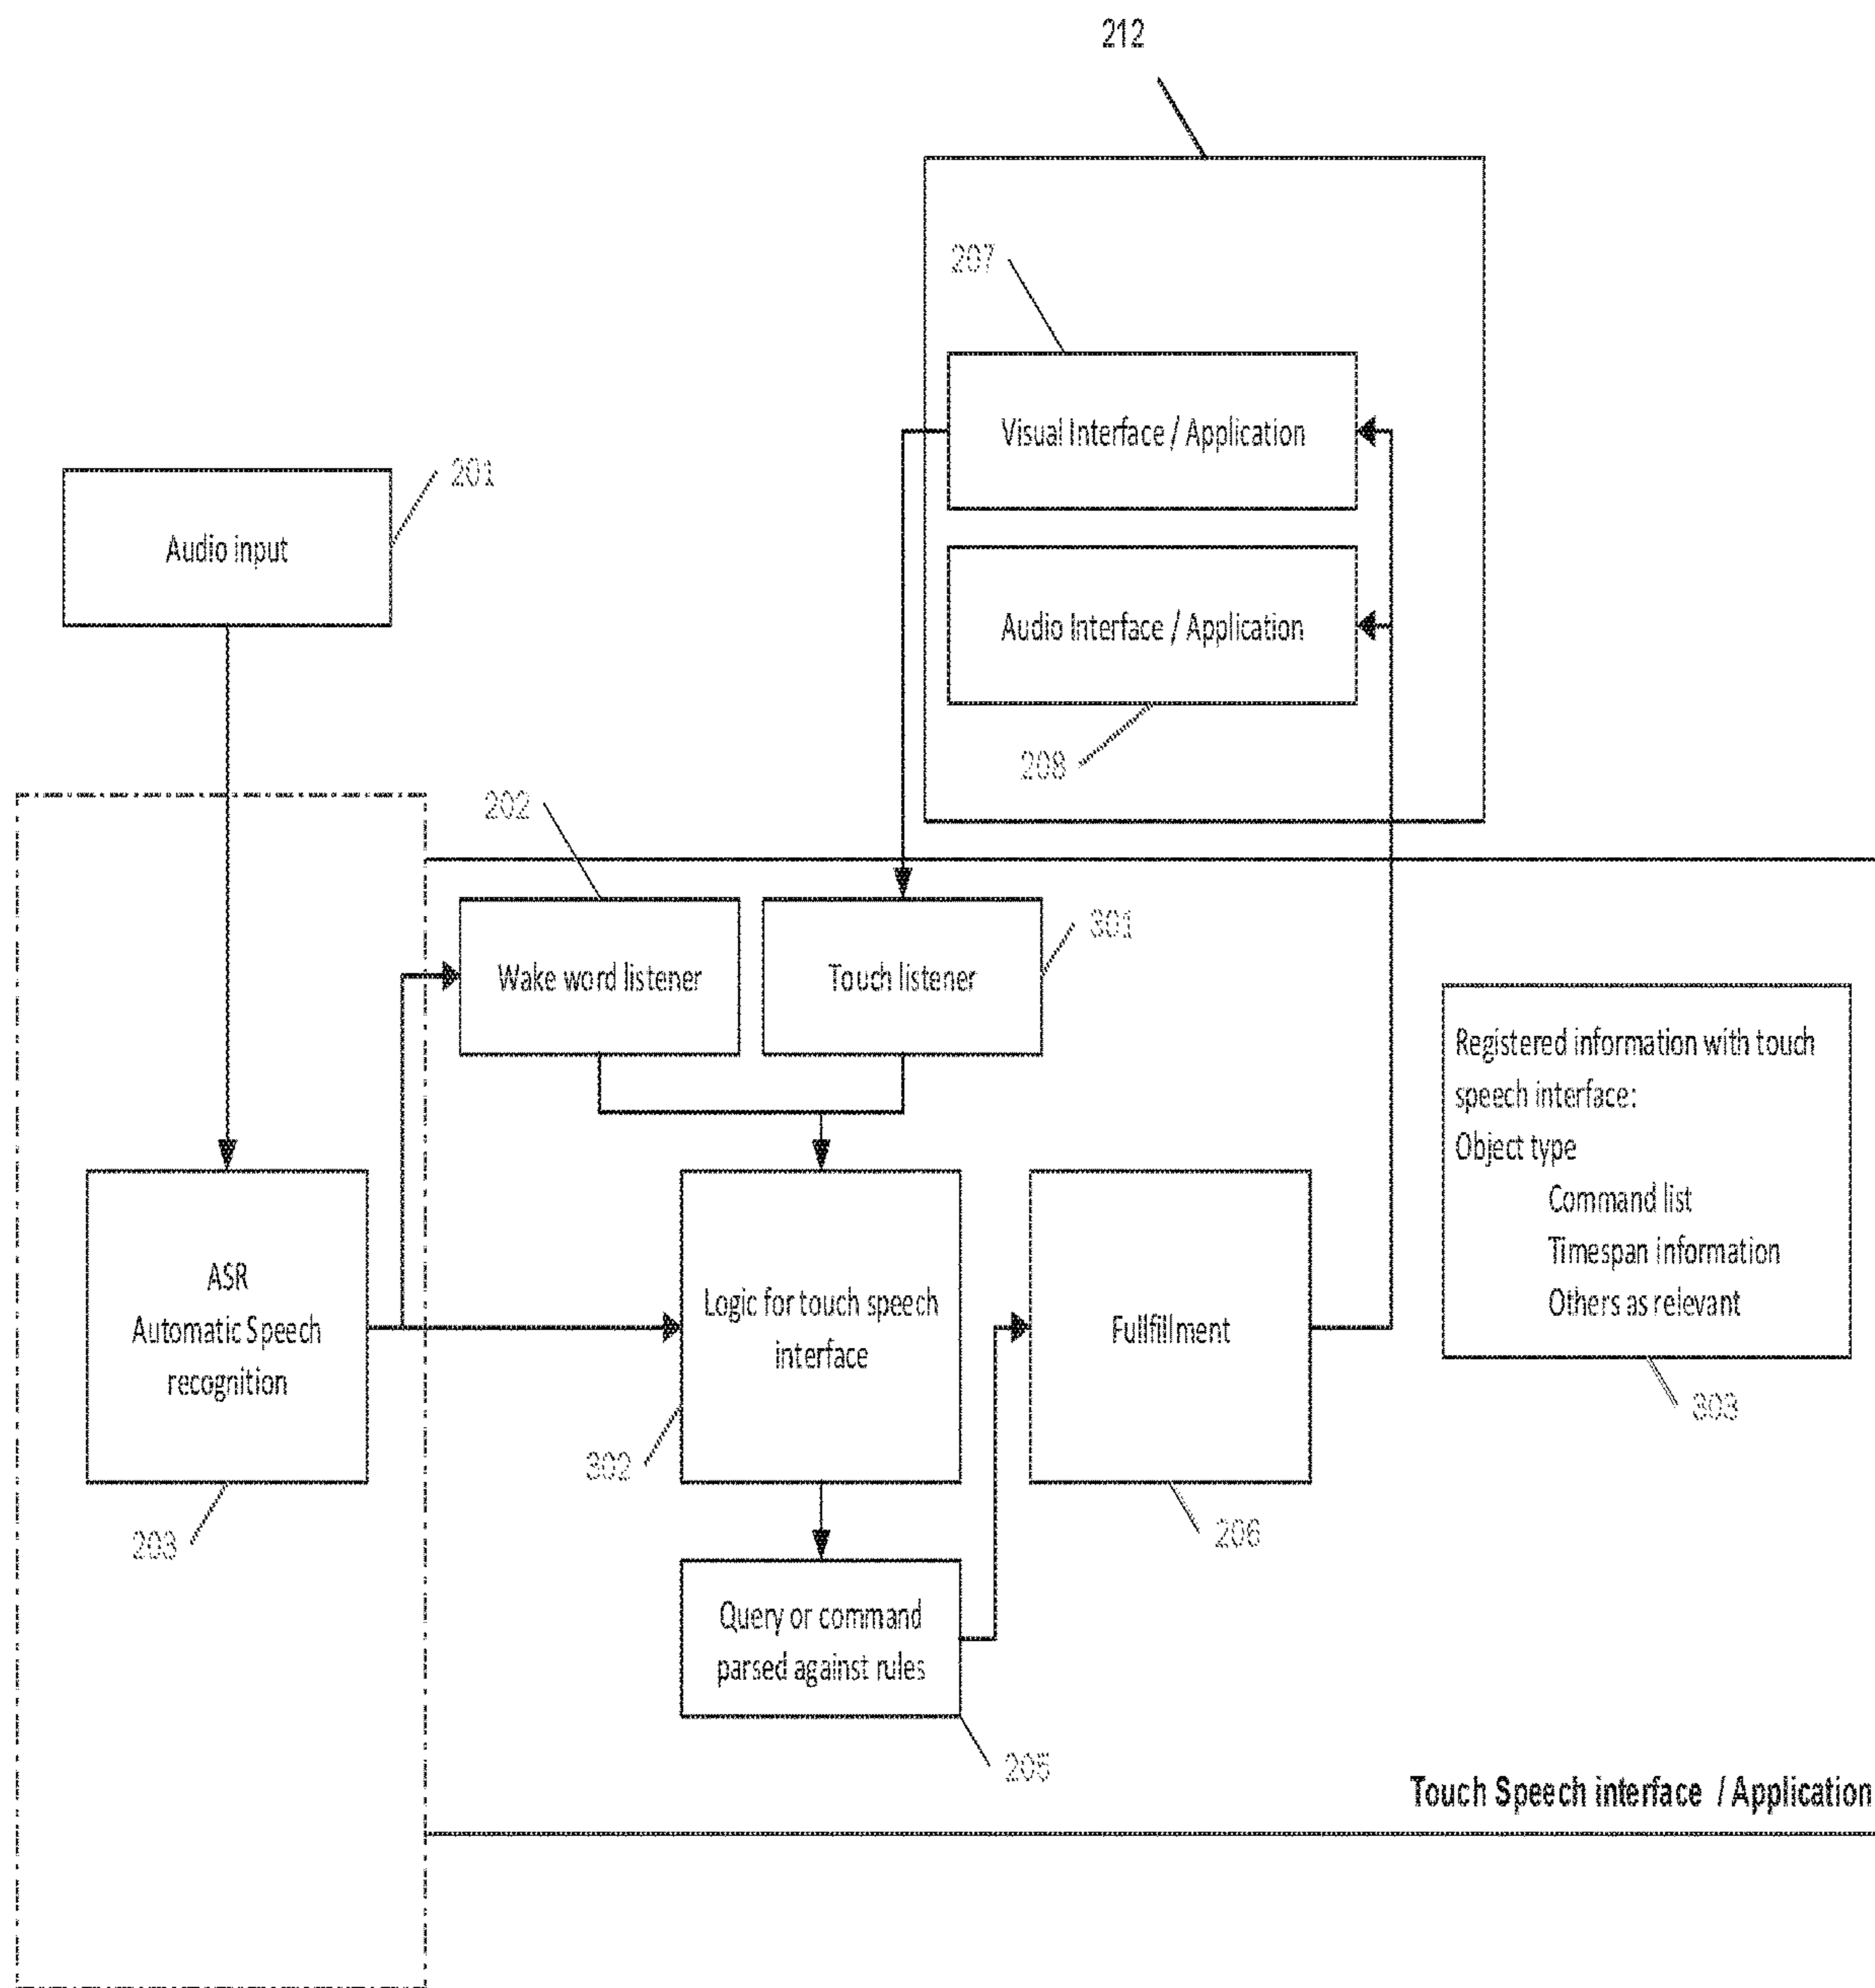 212
207
Visual Interface / Application
201
Audio input
Audio Interface / Application
208
202
301
Wake word listener
Touch listener
Registered information with touch
speech interface:
Object type
Command list
Timespan information
Others as relevant
303
ASR
Automatic Speech
recognition
203
Logic for touch speech
interface
302
Fullfillment
206
Query or command
parsed against rules
205
Touch Speech interface / Application